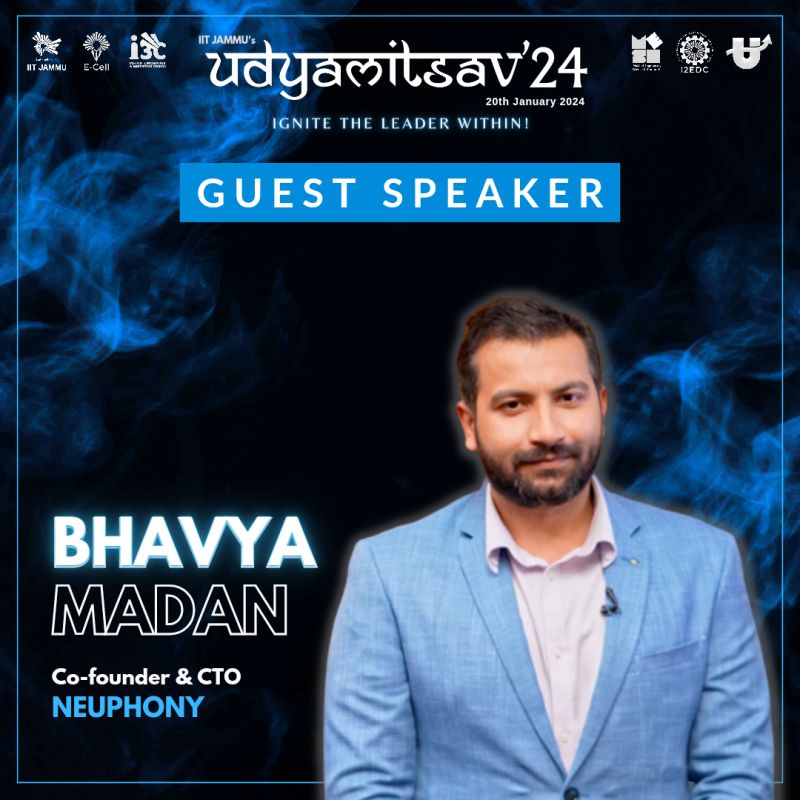 IIT JAMMU's
udyamitsav'24
20th January 2024
IGNITE THE LEADER WITHIN!
IIT JAMMU
E-Cell
i3c
I2EDC
GUEST SPEAKER
BHAVYA
MADAN
Co-founder & CTO
NEUPHONY